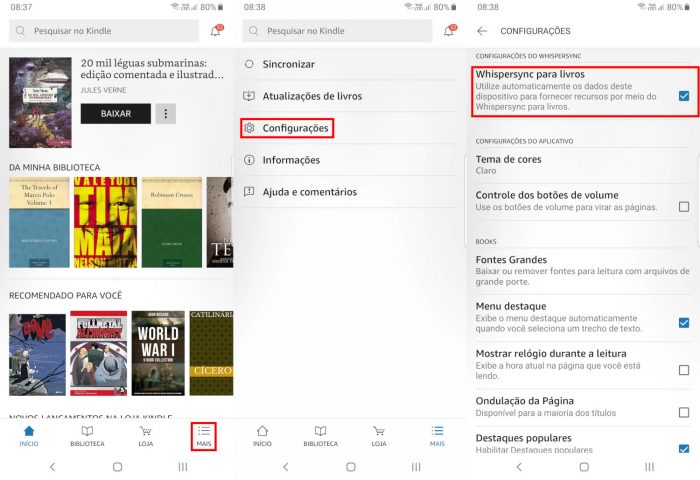 08:37
80%
Pesquisar no Kindle
20 mil léguas submarinas:
edição comentada e ilustrad...
JULES VERNE
BAIXAR
DA MINHA BIBLIOTECA
The Travels of
Marco Polo
Volume 1
VALE TUDO
TIM
MAIA
Robinson Crusoe
RECOMENDADO PARA VOCÊ
BONE
FULLMETAL
ALCHEMIST
WORLD
WAR I
CATILINÁRIA
CÍCERO
NOVOS LANÇAMENTOS NA LOJA KINDLE
INÍCIO
BIBLIOTECA
LOJA
MAIS
08:38
80%
Pesquisar no Kindle
Sincronizar
Atualizações de livros
Configurações
Informações
Ajuda e comentários
INÍCIO
BIBLIOTECA
LOJA
MAIS
08:38
80%
CONFIGURAÇÕES
CONFIGURAÇÕES DO WHISPERSYNC
Whispersync para livros
Utilize automaticamente os dados deste
dispositivo para fornecer recursos por meio do
Whispersync para livros.
CONFIGURAÇÕES DO APLICATIVO
Tema de cores
Claro
Controle dos botões de volume
Use os botões de volume para virar as páginas.
BOOKS
Fontes Grandes
Baixar ou remover fontes para leitura com arquivos de
grande porte.
Menu destaque
Exibe o menu destaque automaticamente
quando você seleciona um trecho de texto.
Mostrar relógio durante a leitura
Exibe a hora atual na página que você está
lendo.
Ondulação da Página
Disponível para a maioria dos títulos
Destaques populares
Habilitar Destaques populares